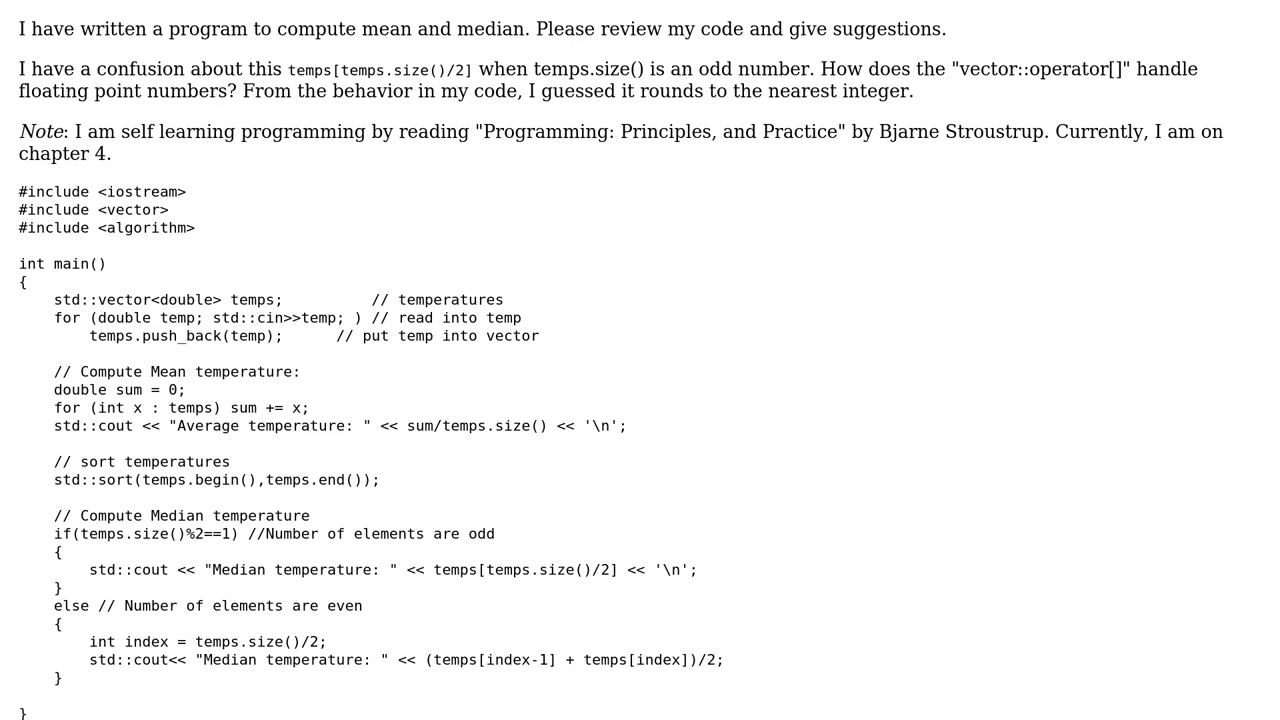 I have written a program to compute mean and median. Please review my code and give suggestions.
I have a confusion about this temps[temps.size()/2] when temps.size() is an odd number. How does the "vector::operator[]" handle
floating point numbers? From the behavior in my code, I guessed it rounds to the nearest integer.
Note: I am self learning programming by reading "Programming: Principles, and Practice" by Bjarne Stroustrup. Currently, I am on
chapter 4.
#include <iostream>
#include <vector>
#include <algorithm>
int main()
{
    std::vector<double> temps;          // temperatures
    for (double temp; std::cin>>temp; ) // read into temp
        temps.push_back(temp);      // put temp into vector
    // Compute Mean temperature:
    double sum = 0;
    for (int x : temps) sum += x;
    std::cout << "Average temperature: " << sum/temps.size() << '\n';
    // sort temperatures
    std::sort(temps.begin(),temps.end());
    // Compute Median temperature
    if(temps.size()%2==1) //Number of elements are odd
    {
        std::cout << "Median temperature: " << temps[temps.size()/2] << '\n';
    }
    else // Number of elements are even
    {
        int index = temps.size()/2;
        std::cout<< "Median temperature: " << (temps[index-1] + temps[index])/2;
    }
}